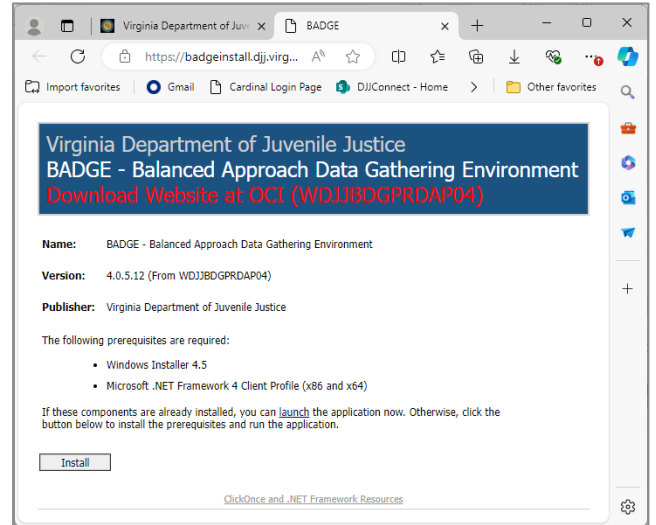 Virginia Department of Juve
BADGE
https://badgeinstall.djj.virg...
Import favorites
Gmail
Cardinal Login Page
DJJConnect - Home
Other favorites
Virginia Department of Juvenile Justice
BADGE - Balanced Approach Data Gathering Environment
Download Website at OCI (WDJJBDGPRDAP04)
Name: BADGE - Balanced Approach Data Gathering Environment
Version: 4.0.5.12 (From WDJJBDGPRDAP04)
Publisher: Virginia Department of Juvenile Justice
The following prerequisites are required:
• Windows Installer 4.5
• Microsoft .NET Framework 4 Client Profile (x86 and x64)
If these components are already installed, you can launch the application now. Otherwise, click the
button below to install the prerequisites and run the application.
Install
ClickOnce and .NET Framework Resources